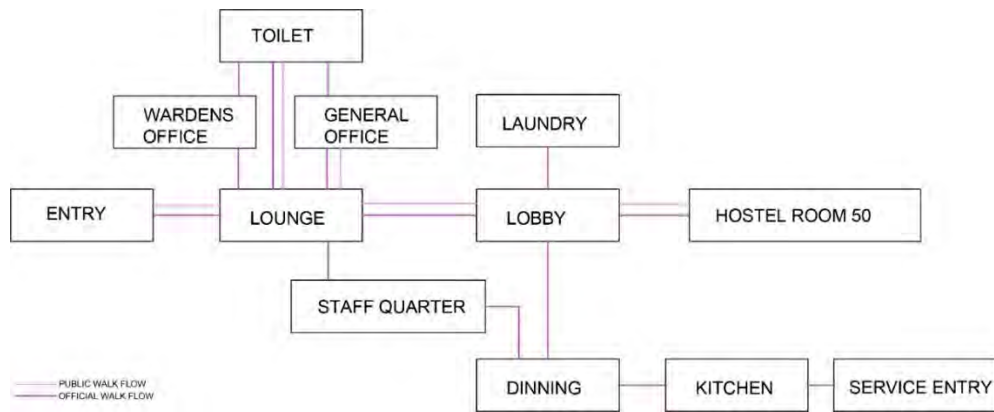 TOILET
WARDENS
OFFICE
GENERAL
OFFICE
LAUNDRY
ENTRY
LOUNGE
LOBBY
HOSTEL ROOM 50
STAFF QUARTER
DINNING
KITCHEN
SERVICE ENTRY
PUBLIC WALK FLOW
OFFICIAL WALK FLOW